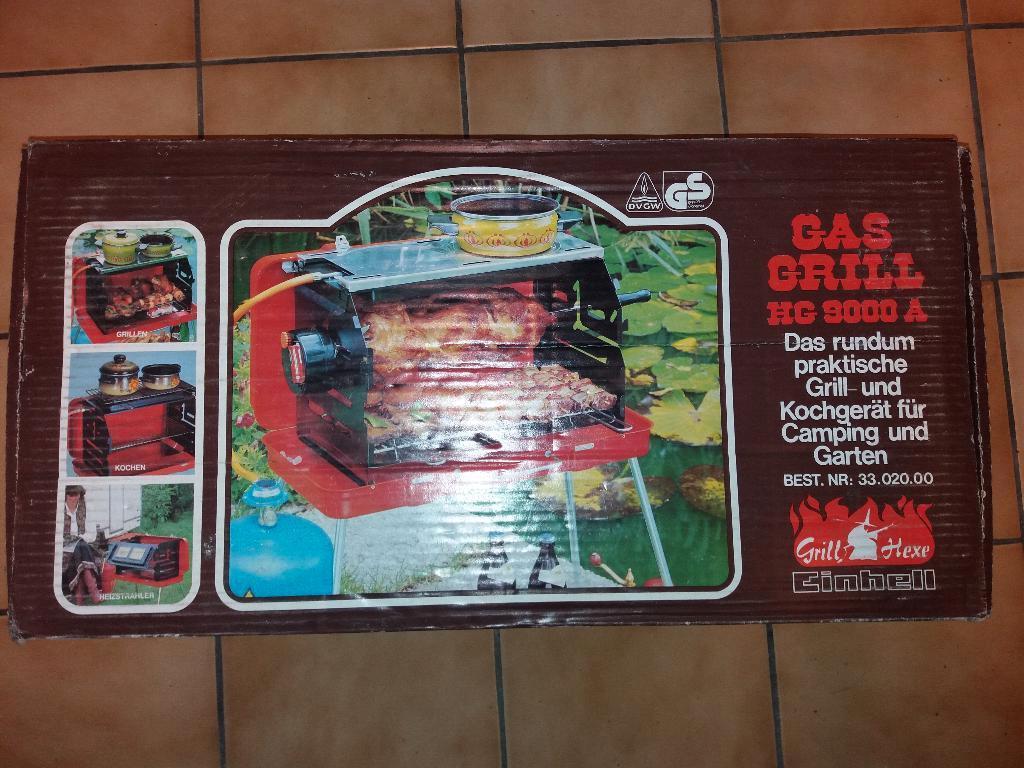 DVGW
GS
GAS
GRILL
HG 9000 A
Das rundum
praktische
Grill- und
Kochgerät für
Camping und
Garten
BEST. NR: 33.020.00
Grill Hexe
Einhell
GRILLEN
KOCHEN
HEIZSTRAHLER